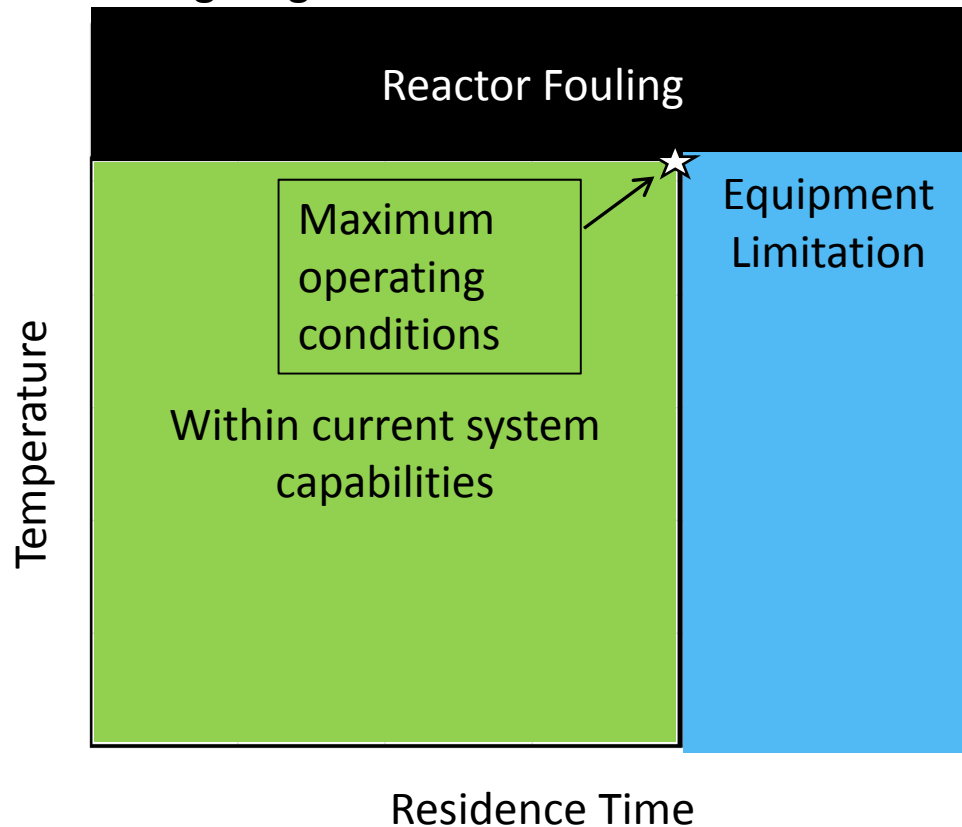 Reactor Fouling
Equipment
Limitation
Maximum
operating
conditions
Within current system
capabilities
Temperature
Residence Time